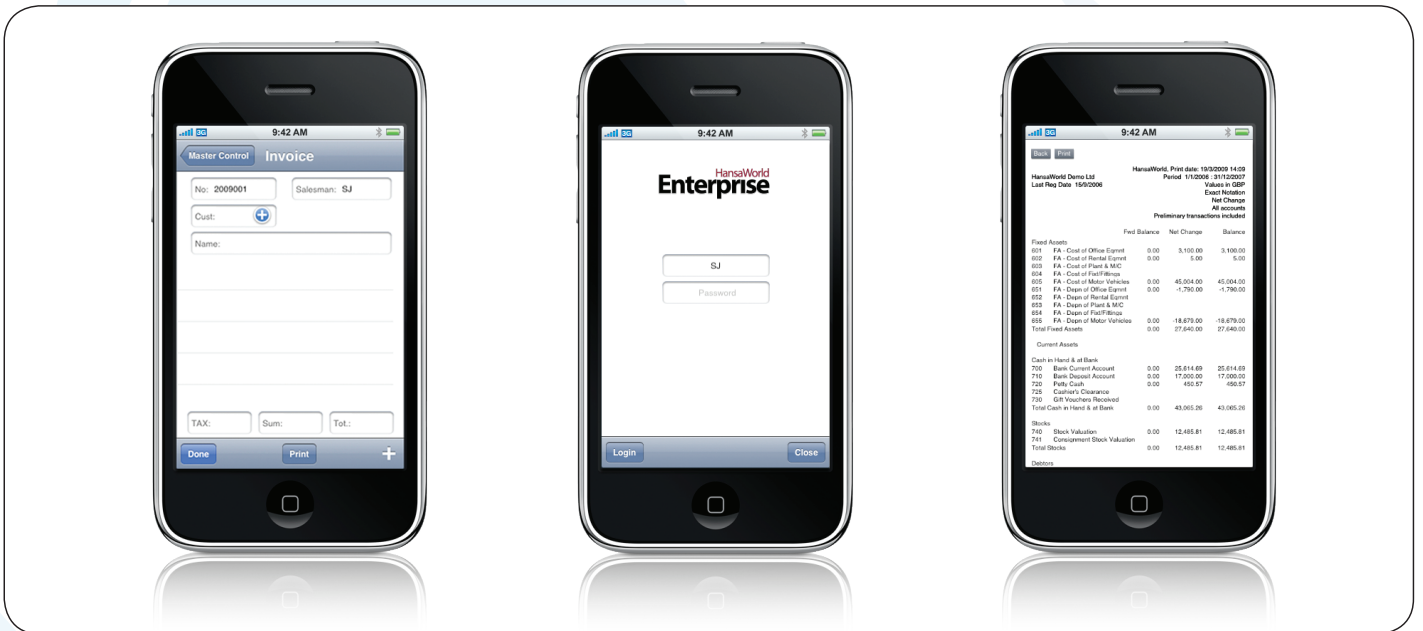 3G 9:42 AM
Master Control Invoice
No: 2009001 Salesman: SJ
Cust:
Name:
TAX: Sum: Tot.:
Done Print +
3G 9:42 AM
HansaWorld
Enterprise
SJ
Password
Login Close
3G 9:42 AM
Back Print
HansaWorld, Print date: 19/3/2009 14:09
HansaWorld Demo Ltd Period 1/1/2006 : 31/12/2007
Last Reg Date 15/9/2006 Values in GBP
Exact Notation
Net Change
All accounts
Preliminary transactions included
Fwd Balance Net Change Balance
Fixed Assets
601 FA - Cost of Office Eqmnt 0.00 3,100.00 3,100.00
602 FA - Cost of Rental Eqmnt 0.00 5.00 5.00
603 FA - Cost of Plant & M/C
604 FA - Cost of Fixt/Fittings
605 FA - Cost of Motor Vehicles 0.00 45,004.00 45,004.00
651 FA - Depn of Office Eqmnt 0.00 -1,790.00 -1,790.00
652 FA - Depn of Rental Eqmnt
653 FA - Depn of Plant & M/C
654 FA - Depn of Fixt/Fittings
655 FA - Depn of Motor Vehicles 0.00 -18,679.00 -18,679.00
Total Fixed Assets 0.00 27,640.00 27,640.00
Current Assets
Cash in Hand & at Bank
700 Bank Current Account 0.00 25,614.69 25,614.69
710 Bank Deposit Account 0.00 17,000.00 17,000.00
720 Petty Cash 0.00 450.57 450.57
725 Cashier's Clearance
730 Gift Vouchers Received
Total Cash in Hand & at Bank 0.00 43,065.26 43,065.26
Stocks
740 Stock Valuation 0.00 12,485.81 12,485.81
741 Consignment Stock Valuation
Total Stocks 0.00 12,485.81 12,485.81
Debtors